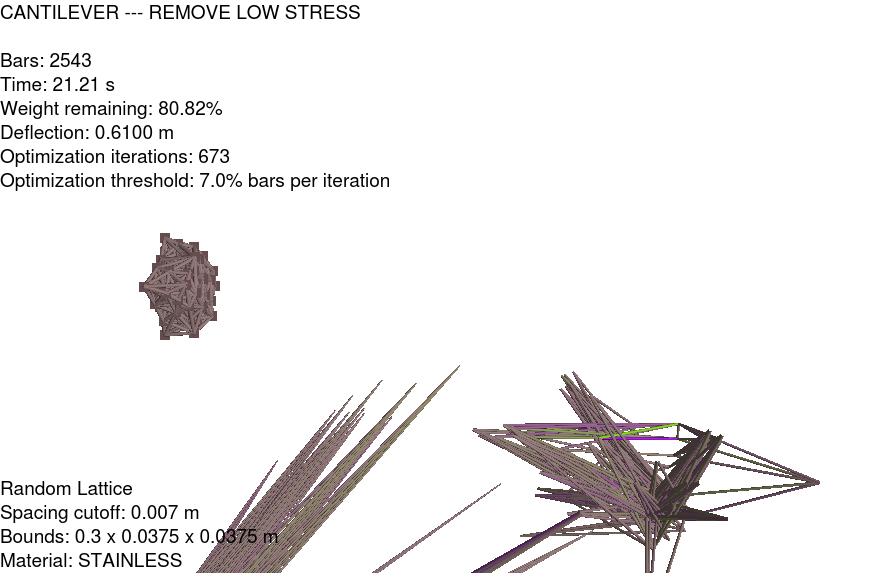 CANTILEVER --- REMOVE LOW STRESS
Bars: 2543
Time: 21.21 s
Weight remaining: 80.82%
Deflection: 0.6100 m
Optimization iterations: 673
Optimization threshold: 7.0% bars per iteration
Random Lattice
Spacing cutoff: 0.007 m
Bounds: 0.3 x 0.0375 x 0.0375 m
Material: STAINLESS